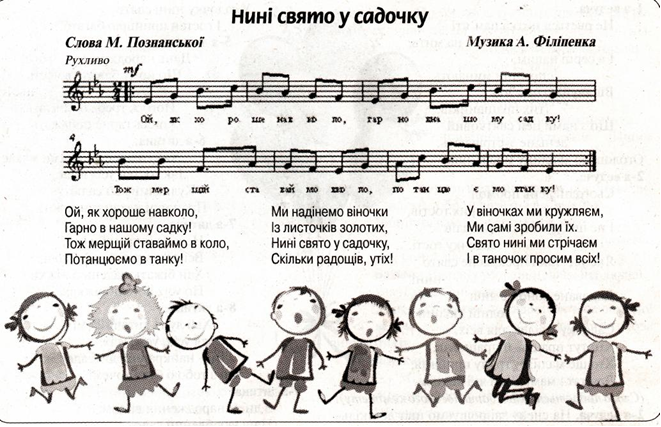 Нині свято у садочку
Слова М. Познанської
Музика А. Філіпенка
Рухливо
mf
Ой, як хо ро ше нав ко ло, гар но в на шо му сад ку!
4
Тож мер щій ста вай мо в ко ло, по тан цю є мо в тан ку!
Ой, як хороше навколо,
Гарно в нашому садку!
Тож мерщій ставаймо в коло,
Потанцюємо в танку!
Ми надінемо віночки
Із листочків золотих,
Нині свято у садочку,
Скільки радощів, утіх!
У віночках ми кружляєм,
Ми самі зробили їх.
Свято нині ми стрічаєм
І в таночок просим всіх!